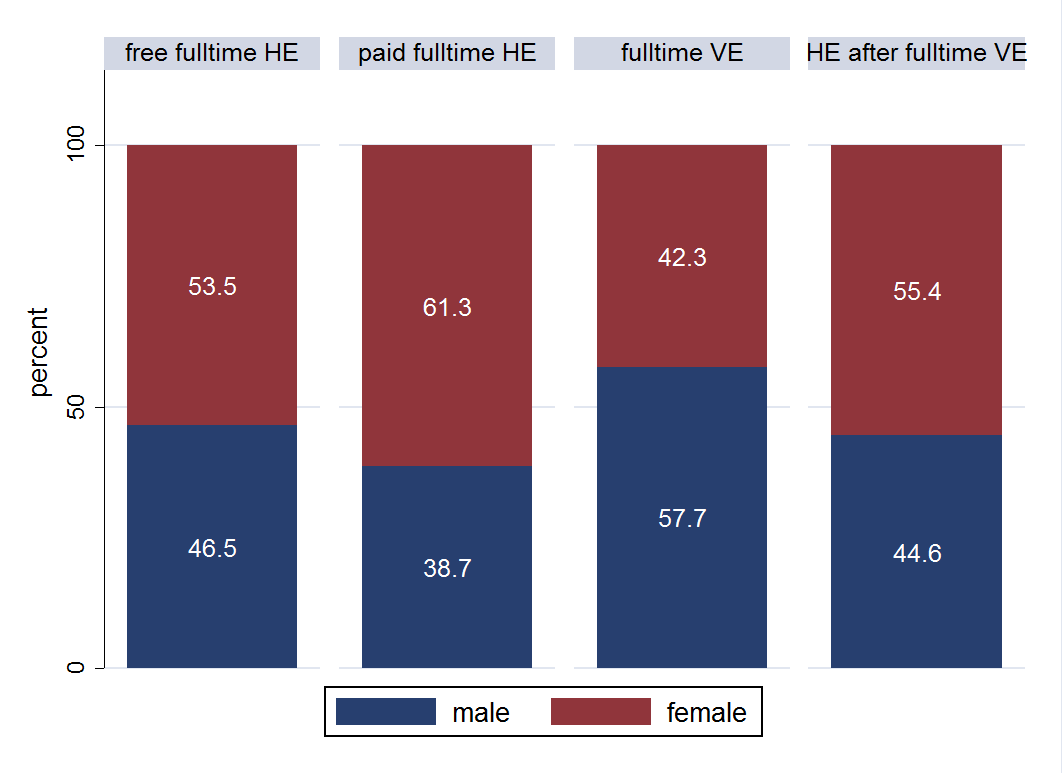 free fulltime HE
paid fulltime HE
fulltime VE
HE after fulltime VE
percent
100
50
0
53.5
61.3
42.3
55.4
46.5
38.7
57.7
44.6
male
female